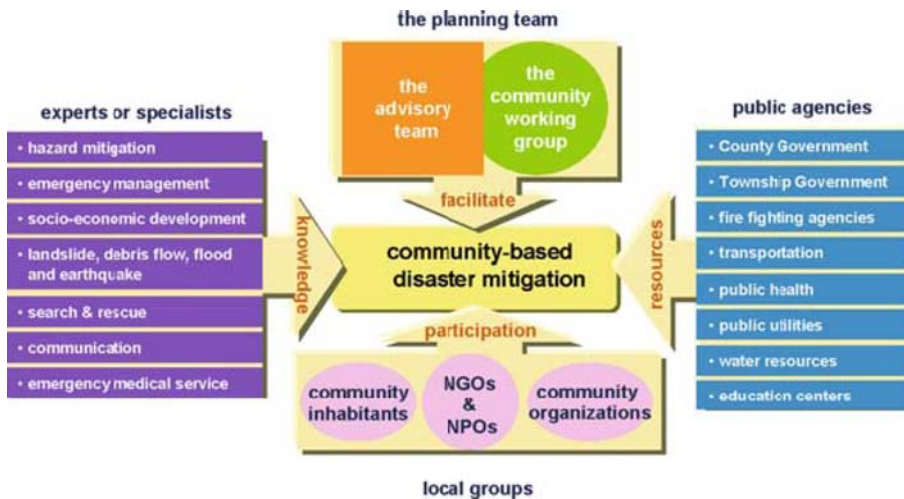 the planning team
the
advisory
team
the
community
working
group
facilitate
experts or specialists
• hazard mitigation
• emergency management
• socio-economic development
• landslide, debris flow, flood
and earthquake
• search & rescue
• communication
• emergency medical service
knowledge
community-based
disaster mitigation
resources
public agencies
• County Government
• Township Government
• fire fighting agencies
• transportation
• public health
• public utilities
• water resources
• education centers
participation
community
inhabitants
NGOs
&
NPOs
community
organizations
local groups